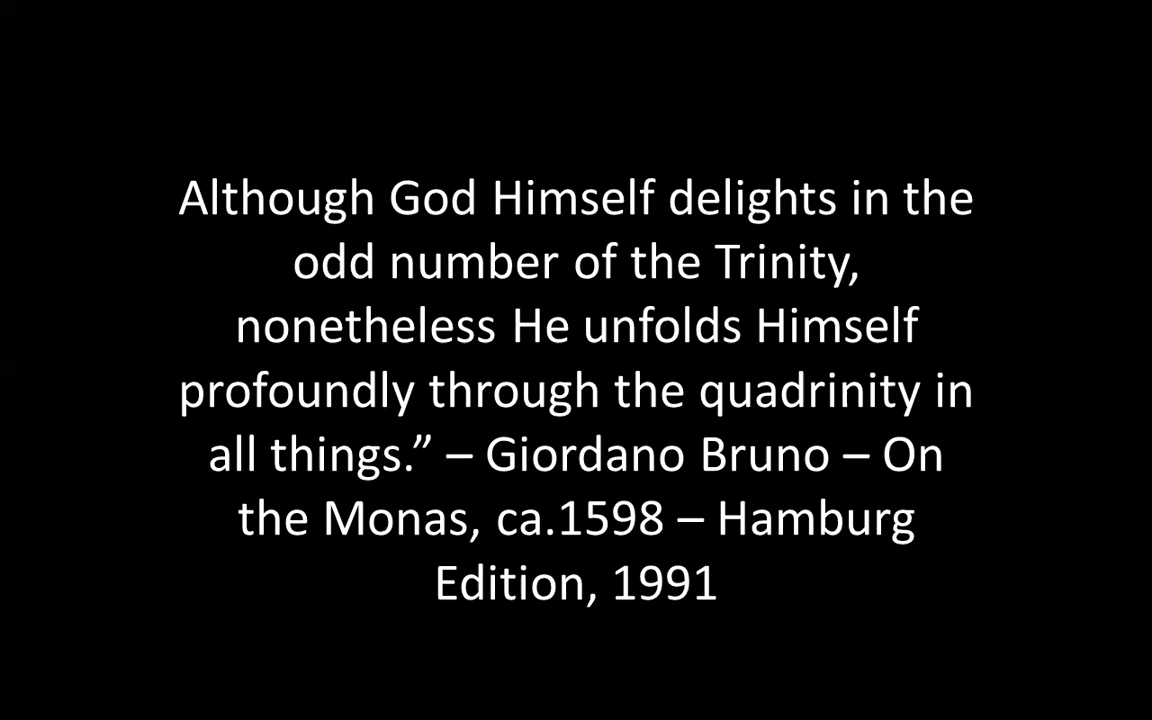 Although God Himself delights in the
odd number of the Trinity,
nonetheless He unfolds Himself
profoundly through the quadrinity in
all things.” – Giordano Bruno – On
the Monas, ca.1598 – Hamburg
Edition, 1991